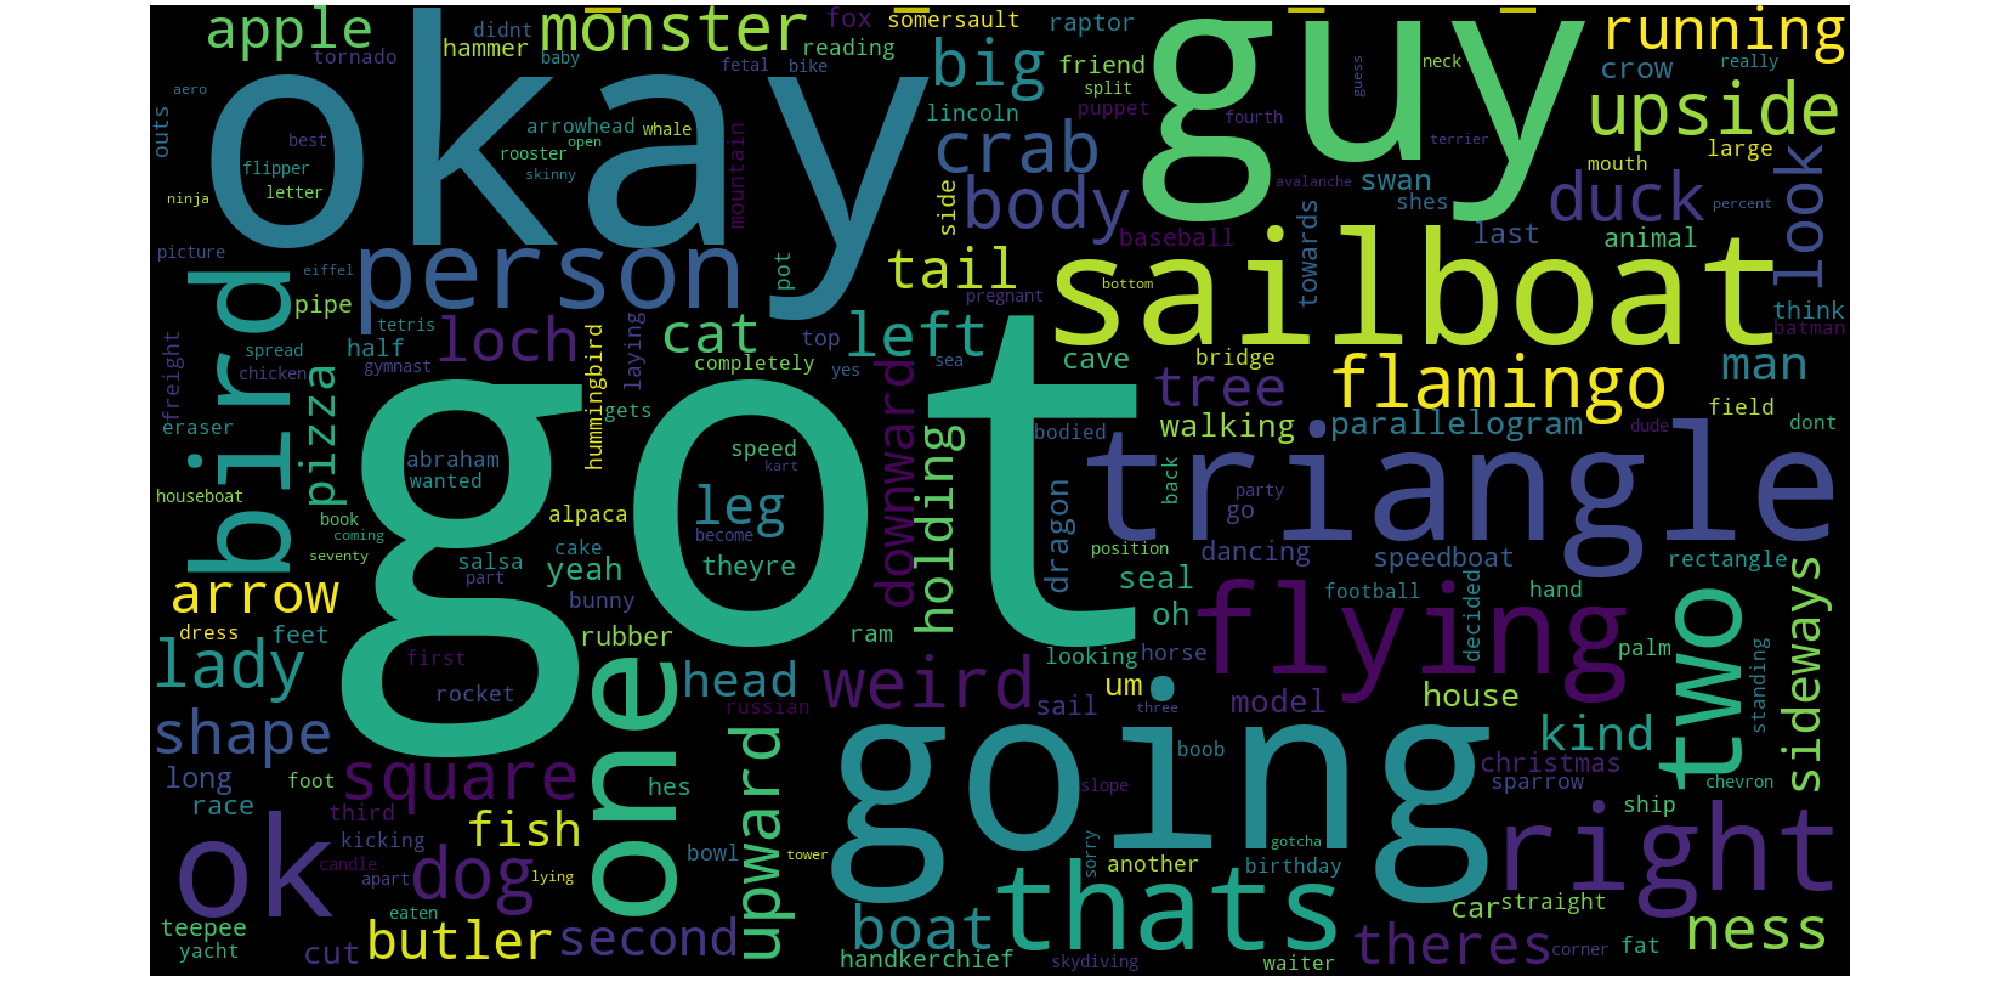 apple
didnt
monster
fox
somersault
raptor
running
tornado
hammer
baby
reading
fetal
bike
big
friend
split
guy
neck
guess
crow
really
aero
okay
outs
best
arrowhead
whale
open
rooster
skinny
mountain
lincoln
puppet
fourth
terrier
upside
flipper
letter
ninja
crab
mouth
large
side
body
avalanche
swan
shes
duck
percent
look
picture
eiffel
person
pot
tail
baseball
towards
last
animal
bird
pipe
pregnant
bottom
sailboat
think
batman
tetris
loch
laying
cat
top
left
half
spread
chicken
gymnast
hummingbird
completely
yes
sea
cave
bridge
man
freight
pizza
gets
downward
tree
flamingo
field
eraser
got
holding
bodied
walking
parallelogram
dude
dont
abraham
wanted
speed
kart
triangle
houseboat
book
coming
seventy
leg
become
alpaca
back
party
go
dragon
position
dancing
speedboat
rectangle
salsa
part
cake
yeah
theyre
seal
arrow
bunny
football
hand
sideways
dress
feet
rubber
ram
oh
flying
decided
two
lady
first
rocket
one
head
weird
looking
horse
palm
standing
russian
um
sail
three
model
house
shape
upward
going
boob
kind
long
square
foot
hes
slope
christmas
sparrow
chevron
race
third
ship
ok
kicking
fish
candle
apart
dog
lying
bowl
tower
sorry
gotcha
another
birthday
right
eaten
thats
teepee
yacht
cut
butler
second
boat
handkerchief
skydiving
waiter
car
straight
theres
corner
fat
ness